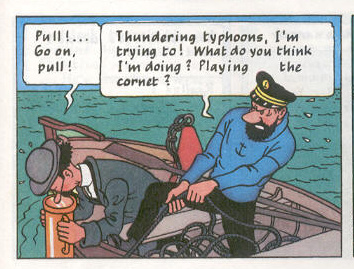 Pull!...
Go on,
pull!
Thundering typhoons, I'm
trying to! What do you think
I'm doing? Playing the
cornet?